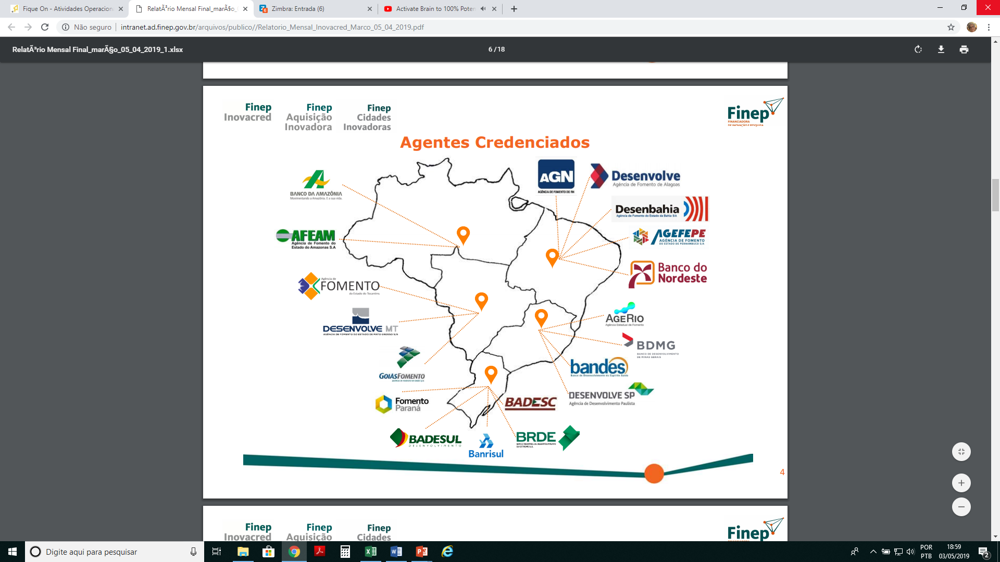 Fique On - Atividades Operacion
RelatÃ³rio Mensal Final_marÃ§o_
Zimbra: Entrada (6)
Activate Brain to 100% Poten
Não seguro
intranet.ad.finep.gov.br/arquivos/publico//Relatorio_Mensal_Inovacred_Marco_05_04_2019.pdf
RelatÃ³rio Mensal Final_marÃ§o_05_04_2019_1.xlsx
6 / 18
Finep
Inovacred
Finep
Aquisição
Inovadora
Finep
Cidades
Inovadoras
Finep
FINANCIADORA
DE INOVAÇÃO E PESQUISA
Agentes Credenciados
BANCO DA AMAZÔNIA
Movimentando a Amazônia. E a sua vida.
AGN
AGÊNCIA DE FOMENTO DO RN
Desenvolve
Agência de Fomento de Alagoas
Desenbahia
Agência de Fomento do Estado da Bahia S/A
AFEAM
Agência de Fomento do
Estado do Amazonas S.A
AGEFEPE
AGÊNCIA DE FOMENTO
DO ESTADO DE PERNAMBUCO S/A
Banco do
Nordeste
Agência de
FOMENTO
do Estado do Tocantins
DESENVOLVE MT
AGÊNCIA DE FOMENTO DO ESTADO DE MATO GROSSO S/A
AGERIO
Agência Estadual de Fomento
BDMG
BANCO DE DESENVOLVIMENTO
DE MINAS GERAIS
GOIASFOMENTO
AGÊNCIA DE FOMENTO DE GOIÁS S/A
bandes
Banco de Desenvolvimento do Espírito Santo
DESENVOLVE SP
Agência de Desenvolvimento Paulista
Fomento
Paraná
BADESC
BADESUL
DESENVOLVIMENTO
Banrisul
BRDE
BANCO REGIONAL DE DESENVOLVIMENTO
DO EXTREMO SUL
4
Finep
Inovacred
Finep
Aquisição
Finep
Cidades
Finep
Digite aqui para pesquisar
POR
PTB
18:59
03/05/2019
2